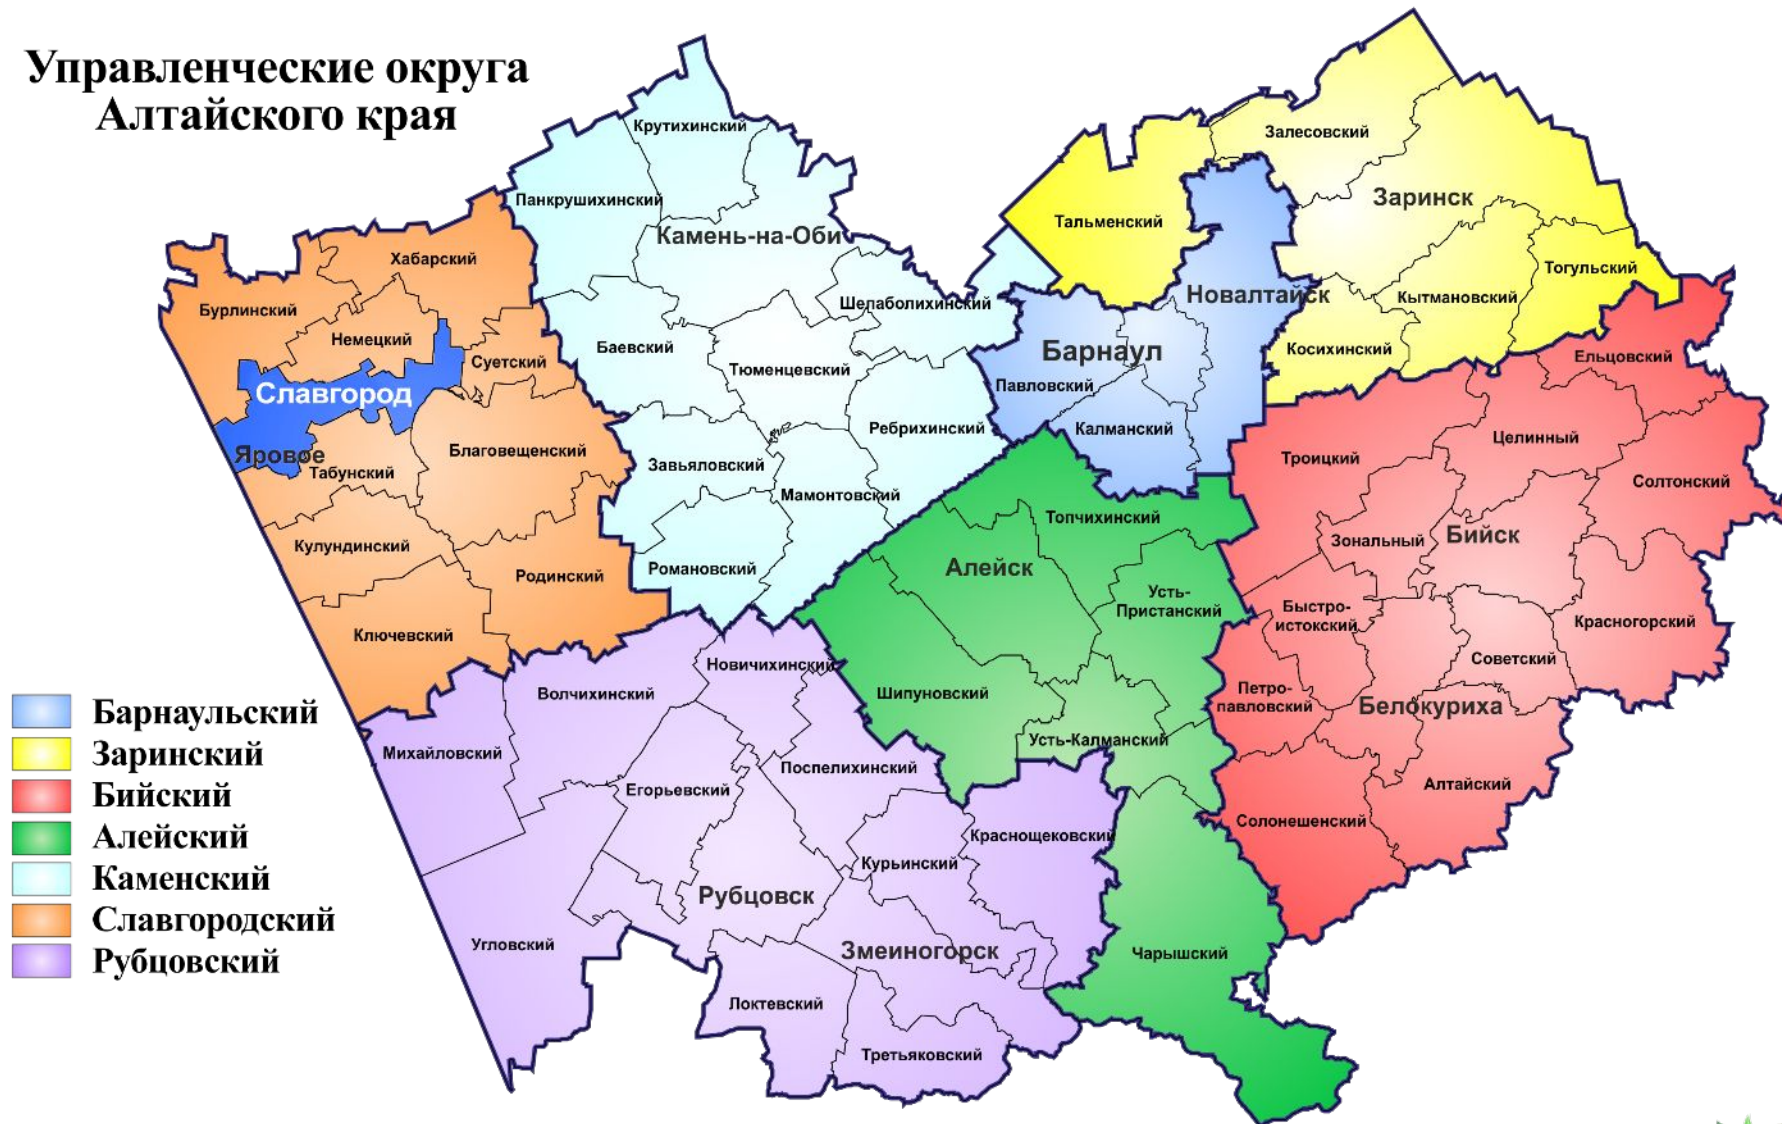 Управленческие округа
Алтайского края
Крутихинский
Залесовский
Панкрушихинский
Заринск
Тальменский
Камень-на-Оби
Хабарский
Тогульский
Новалтайск
Кытмановский
Шелаболихинский
Бурлинский
Немецкий
Баевский
Косихинский
Барнаул
Ельцовский
Суетский
Тюменцевский
Павловский
Славгород
Ребрихинский
Калманский
Целинный
Благовещенский
Яровое
Троицкий
Завьяловский
Табунский
Солтонский
Мамонтовский
Топчихинский
Бийск
Зональный
Кулундинский
Алейск
Романовский
Родинский
Усть-
Пристанский
Быстро-
истокский
Красногорский
Ключевский
Советский
Новичихинский
Волчихинский
Шипуновский
Петро-
павловский
Белокуриха
Усть-Калманский
Михайловский
Поспелихинский
Алтайский
Егорьевский
Солонешенский
Краснощековский
Курьинский
Рубцовск
Угловский
Змеиногорск
Чарышский
Локтевский
Третьяковский
Барнаульский
Заринский
Бийский
Алейский
Каменский
Славгородский
Рубцовский